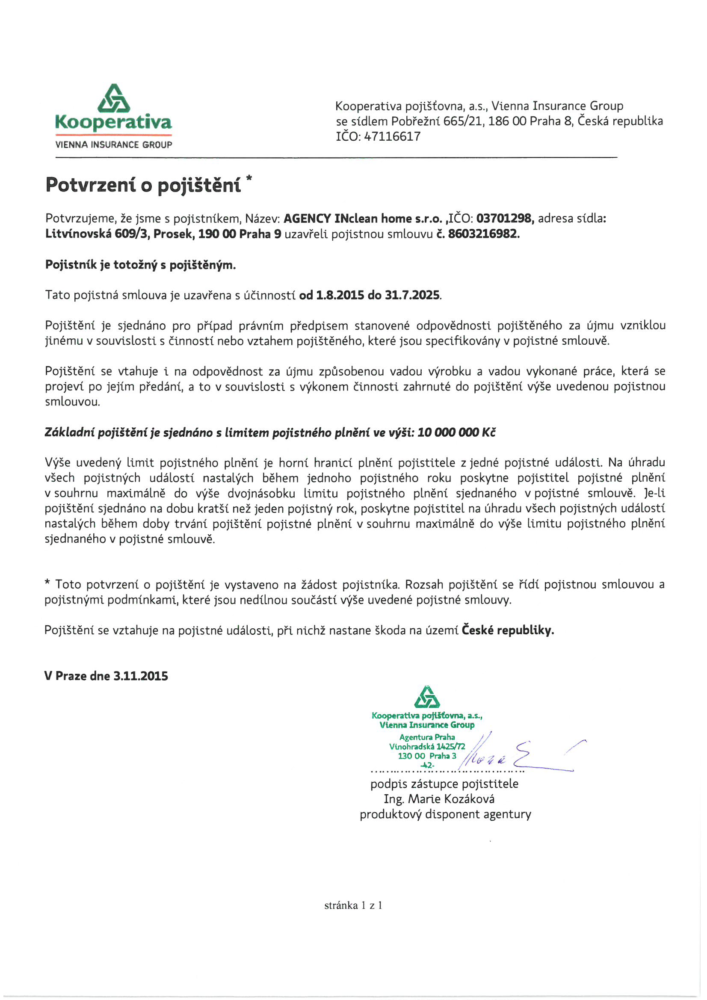 Kooperativa
VIENNA INSURANCE GROUP
Kooperativa pojišťovna, a.s., Vienna Insurance Group
se sídlem Pobřežní 665/21, 186 00 Praha 8, Česká republika
IČO: 47116617
Potvrzení o pojištění *
Potvrzujeme, že jsme s pojistníkem, Název: AGENCY INclean home s.r.o. ,IČO: 03701298, adresa sídla:
Litvínovská 609/3, Prosek, 190 00 Praha 9 uzavřeli pojistnou smlouvu č. 8603216982.
Pojistník je totožný s pojištěným.
Tato pojistná smlouva je uzavřena s účinností od 1.8.2015 do 31.7.2025.
Pojištění je sjednáno pro případ právním předpisem stanovené odpovědnosti pojištěného za újmu vzniklou
jinému v souvislosti s činností nebo vztahem pojištěného, které jsou specifikovány v pojistné smlouvě.
Pojištění se vtahuje i na odpovědnost za újmu způsobenou vadou výrobku a vadou vykonané práce, která se
projeví po jejím předání, a to v souvislosti s výkonem činnosti zahrnuté do pojištění výše uvedenou pojistnou
smlouvou.
Základní pojištění je sjednáno s limitem pojistného plnění ve výši: 10 000 000 Kč
Výše uvedený limit pojistného plnění je horní hranicí plnění pojistitele z jedné pojistné události. Na úhradu
všech pojistných událostí nastalých během jednoho pojistného roku poskytne pojistitel pojistné plnění
v souhrnu maximálně do výše dvojnásobku limitu pojistného plnění sjednaného v pojistné smlouvě. Je-li
pojištění sjednáno na dobu kratší než jeden pojistný rok, poskytne pojistitel na úhradu všech pojistných událostí
nastalých během doby trvání pojištění pojistné plnění v souhrnu maximálně do výše limitu pojistného plnění
sjednaného v pojistné smlouvě.
* Toto potvrzení o pojištění je vystaveno na žádost pojistníka. Rozsah pojištění se řídí pojistnou smlouvou a
pojistnými podmínkami, které jsou nedílnou součástí výše uvedené pojistné smlouvy.
Pojištění se vztahuje na pojistné události, při nichž nastane škoda na území České republiky.
V Praze dne 3.11.2015
Kooperativa pojišťovna, a.s.,
Vienna Insurance Group
Agentura Praha
Vinohradská 1425/72
130 00 Praha 3
-42-
podpis zástupce pojistitele
Ing. Marie Kozáková
produktový disponent agentury
stránka 1 z 1